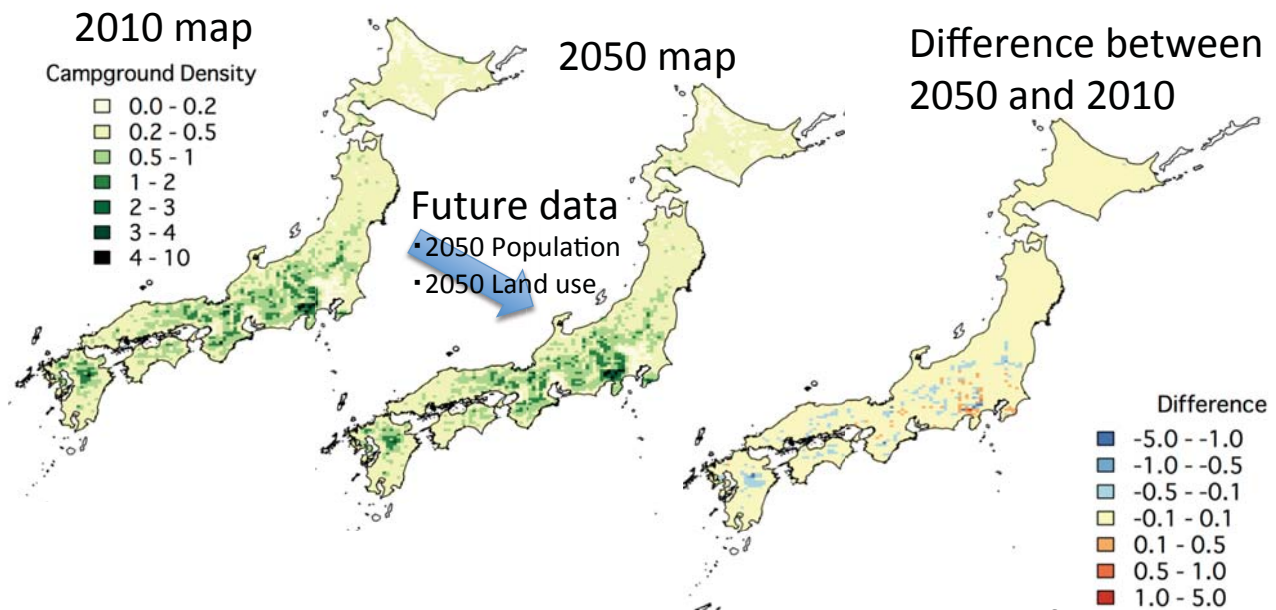 2010 map
Campground Density
0.0 - 0.2
0.2 - 0.5
0.5 - 1
1 - 2
2 - 3
3 - 4
4 - 10
2050 map
Future data
・2050 Population
・2050 Land use
Difference between
2050 and 2010
Difference
-5.0 - -1.0
-1.0 - -0.5
-0.5 - -0.1
-0.1 - 0.1
0.1 - 0.5
0.5 - 1.0
1.0 - 5.0